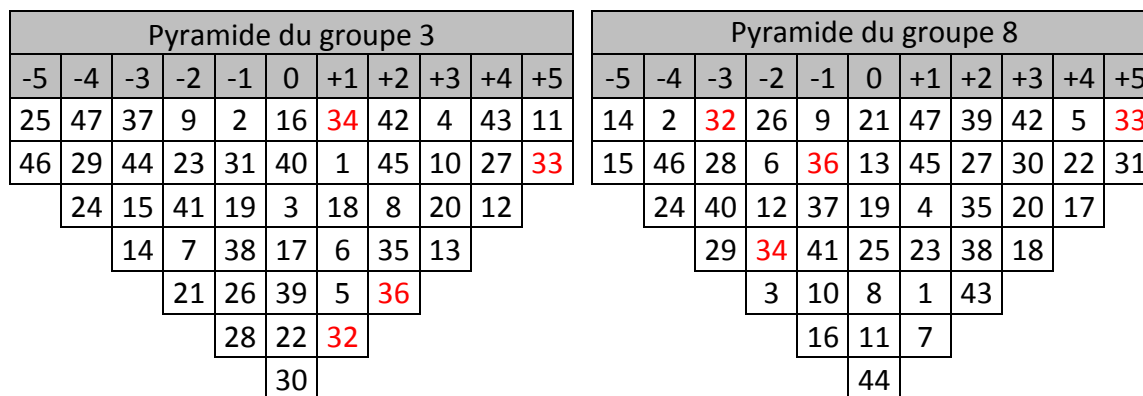 Pyramide du groupe 3
-5 -4 -3 -2 -1 0 +1 +2 +3 +4 +5
25 47 37 9 2 16 34 42 4 43 11
46 29 44 23 31 40 1 45 10 27 33
24 15 41 19 3 18 8 20 12
14 7 38 17 6 35 13
21 26 39 5 36
28 22 32
30
Pyramide du groupe 8
-5 -4 -3 -2 -1 0 +1 +2 +3 +4 +5
14 2 32 26 9 21 47 39 42 5 33
15 46 28 6 36 13 45 27 30 22 31
24 40 12 37 19 4 35 20 17
29 34 41 25 23 38 18
3 10 8 1 43
16 11 7
44